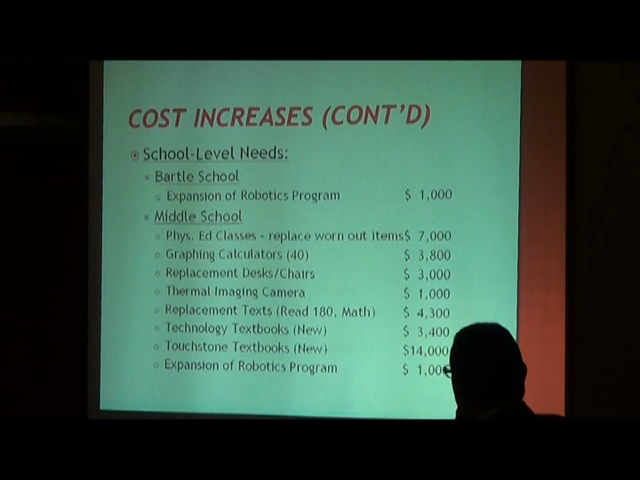 COST INCREASES (CONT'D)
School-Level Needs:
Bartle School
Expansion of Robotics Program $ 1,000
Middle School
Phys. Ed Classes - replace worn out items$ 7,000
Graphing Calculators (40) $ 3,800
Replacement Desks/Chairs $ 3,000
Thermal Imaging Camera $ 1,000
Replacement Texts (Read 180, Math) $ 4,300
Technology Textbooks (New) $ 3,400
Touchstone Textbooks (New) $14,000
Expansion of Robotics Program $ 1,000